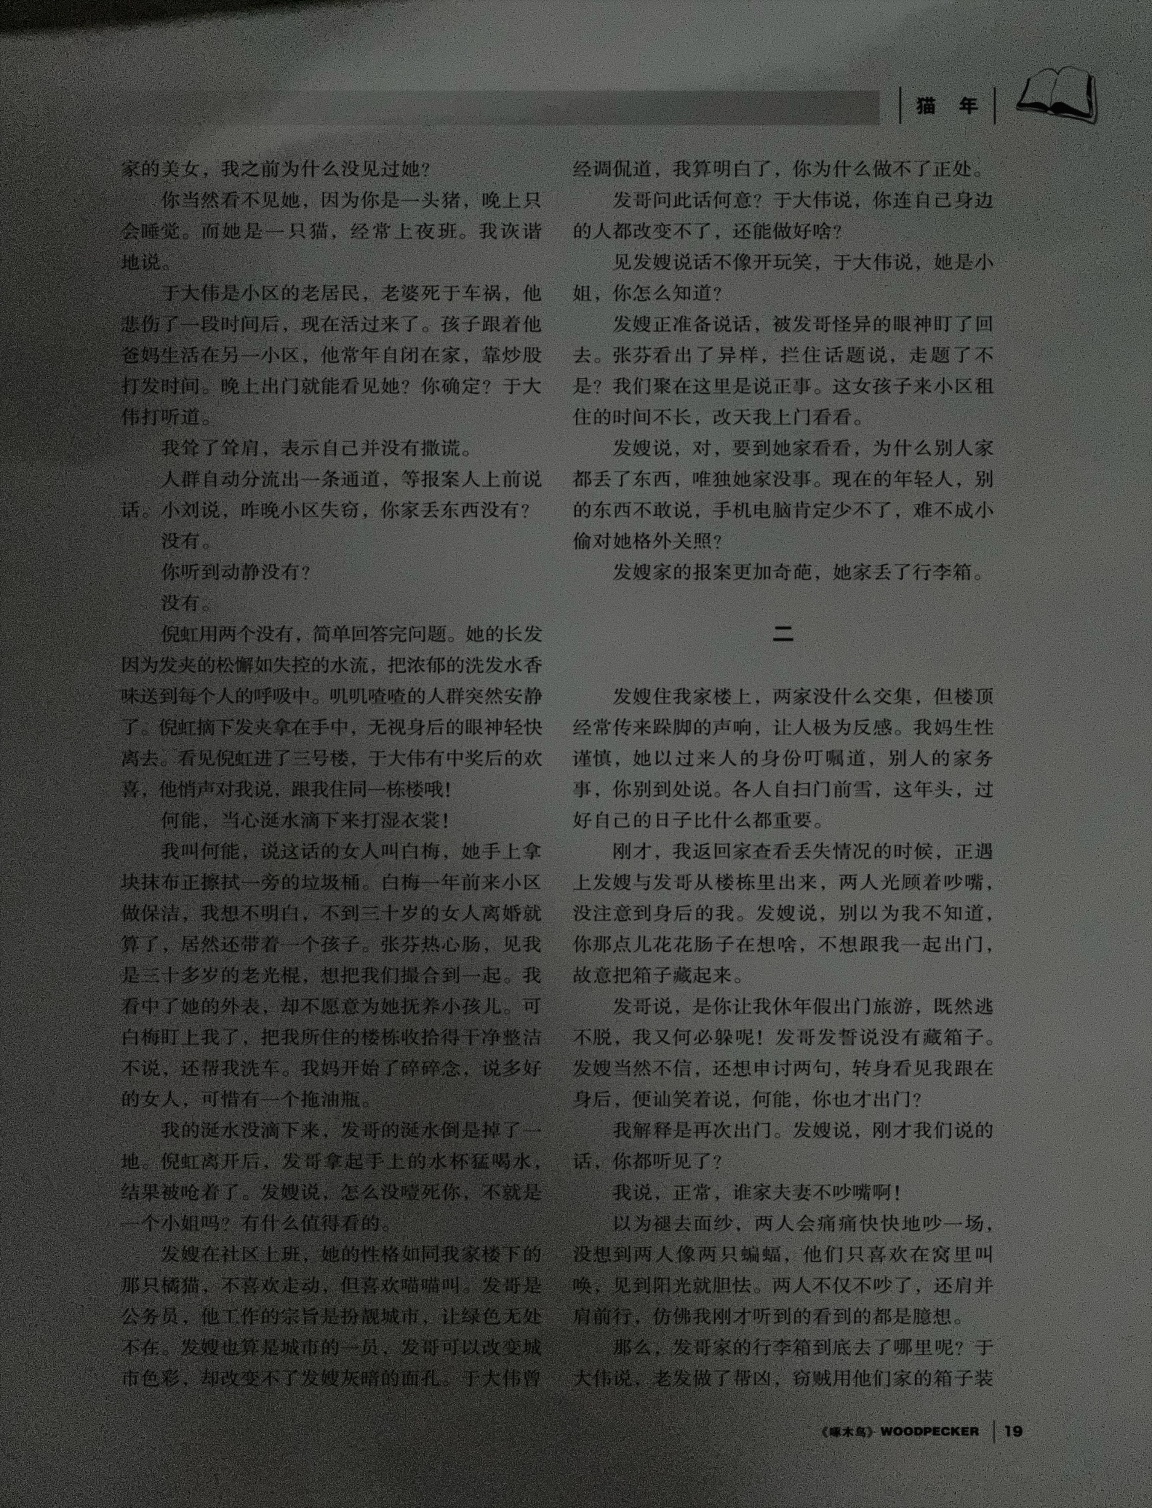 猫 年
家的美女，我之前为什么没见过她？
你当然看不见她，因为你是一头猪，晚上只
会睡觉。而她是一只猫，经常上夜班。我诙谐
地说。
于大伟是小区的老居民，老婆死于车祸，他
悲伤了一段时间后，现在活过来了。孩子跟着他
爸妈生活在另一小区，他常年自闭在家，靠炒股
打发时间。晚上出门就能看见她？你确定？于大
伟打听道。
我耸了耸肩，表示自己并没有撒谎。
人群自动分流出一条通道，等报案人上前说
话。小刘说，昨晚小区失窃，你家丢东西没有？
没有。
你听到动静没有？
没有。
倪虹用两个没有，简单回答完问题。她的长发
因为发夹的松懈如失控的水流，把浓郁的洗发水香
味送到每个人的呼吸中。叽叽喳喳的人群突然安静
了。倪虹摘下发夹拿在手中，无视身后的眼神轻快
离去。看见倪虹进了三号楼，于大伟有中奖后的欢
喜，他悄声对我说，跟我住同一栋楼哦！
何能，当心涎水滴下来打湿衣裳！
我叫何能，说这话的女人叫白梅，她手上拿
块抹布正擦拭一旁的垃圾桶。白梅一年前来小区
做保洁，我想不明白，不到三十岁的女人离婚就
算了，居然还带着一个孩子。张芬热心肠，见我
是三十多岁的老光棍，想把我们撮合到一起。我
看中了她的外表，却不愿意为她抚养小孩儿。可
白梅盯上我了，把我所住的楼栋收拾得干净整洁
不说，还帮我洗车。我妈开始了碎碎念，说多好
的女人，可惜有一个拖油瓶。
我的涎水没滴下来，发哥的涎水倒是掉了一
地。倪虹离开后，发哥拿起手上的水杯猛喝水，
结果被呛着了。发嫂说，怎么没噎死你，不就是
一个小姐吗？有什么值得看的。
发嫂在社区上班，她的性格如同我家楼下的
那只橘猫，不喜欢走动，但喜欢喵喵叫。发哥是
公务员，他工作的宗旨是扮靓城市，让绿色无处
不在。发嫂也算是城市的一员，发哥可以改变城
市色彩，却改变不了发嫂灰暗的面孔。于大伟曾
经调侃道，我算明白了，你为什么做不了正处。
发哥问此话何意？于大伟说，你连自己身边
的人都改变不了，还能做好啥？
见发嫂说话不像开玩笑，于大伟说，她是小
姐，你怎么知道？
发嫂正准备说话，被发哥怪异的眼神盯了回
去。张芬看出了异样，拦住话题说，走题了不
是？我们聚在这里是说正事。这女孩子来小区租
住的时间不长，改天我上门看看。
发嫂说，对，要到她家看看，为什么别人家
都丢了东西，唯独她家没事。现在的年轻人，别
的东西不敢说，手机电脑肯定少不了，难不成小
偷对她格外关照？
发嫂家的报案更加奇葩，她家丢了行李箱。
二
发嫂住我家楼上，两家没什么交集，但楼顶
经常传来跺脚的声响，让人极为反感。我妈生性
谨慎，她以过来人的身份叮嘱道，别人的家务
事，你别到处说。各人自扫门前雪，这年头，过
好自己的日子比什么都重要。
刚才，我返回家查看丢失情况的时候，正遇
上发嫂与发哥从楼栋里出来，两人光顾着吵嘴，
没注意到身后的我。发嫂说，别以为我不知道，
你那点儿花花肠子在想啥，不想跟我一起出门，
故意把箱子藏起来。
发哥说，是你让我休年假出门旅游，既然逃
不脱，我又何必躲呢！发哥发誓说没有藏箱子。
发嫂当然不信，还想申讨两句，转身看见我跟在
身后，便讪笑着说，何能，你也才出门？
我解释是再次出门。发嫂说，刚才我们说的
话，你都听见了？
我说，正常，谁家夫妻不吵嘴啊！
以为褪去面纱，两人会痛痛快快地吵一场，
没想到两人像两只蝙蝠，他们只喜欢在窝里叫
唤，见到阳光就胆怯。两人不仅不吵了，还肩并
肩前行，仿佛我刚才听到的看到的都是臆想。
那么，发哥家的行李箱到底去了哪里呢？于
大伟说，老发做了帮凶，窃贼用他们家的箱子装
《啄木鸟》WOODPECKER 19